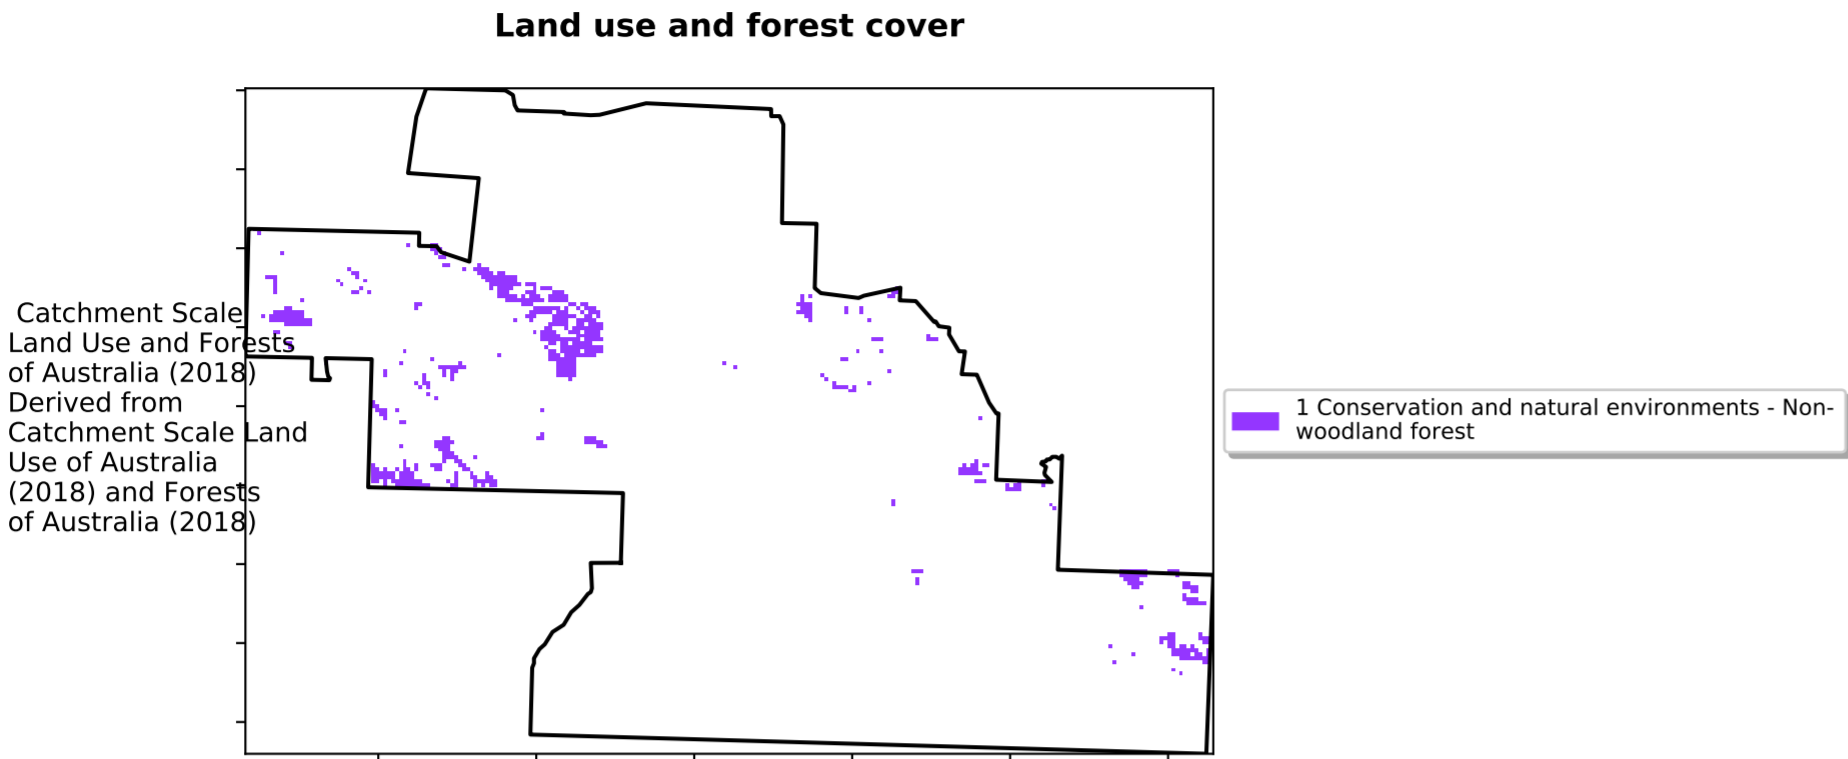 Land use and forest cover
Catchment Scale
Land Use and Forests
of Australia (2018)
Derived from
Catchment Scale Land
Use of Australia
(2018) and Forests
of Australia (2018)
1 Conservation and natural environments - Non-
woodland forest